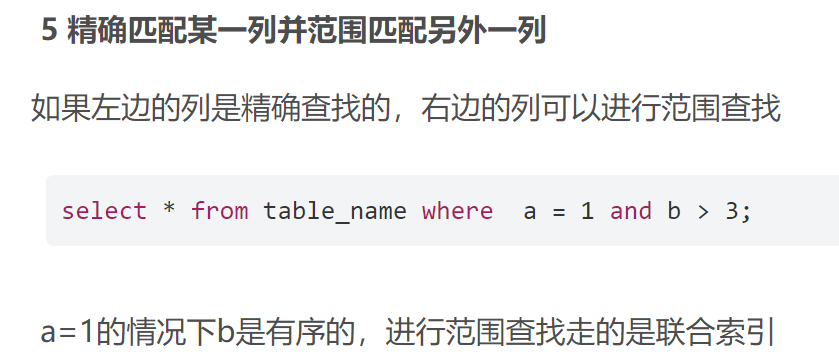 5 精确匹配某一列并范围匹配另外一列
如果左边的列是精确查找的，右边的列可以进行范围查找
select * from table_name where  a = 1 and b > 3;
a=1的情况下b是有序的，进行范围查找走的是联合索引